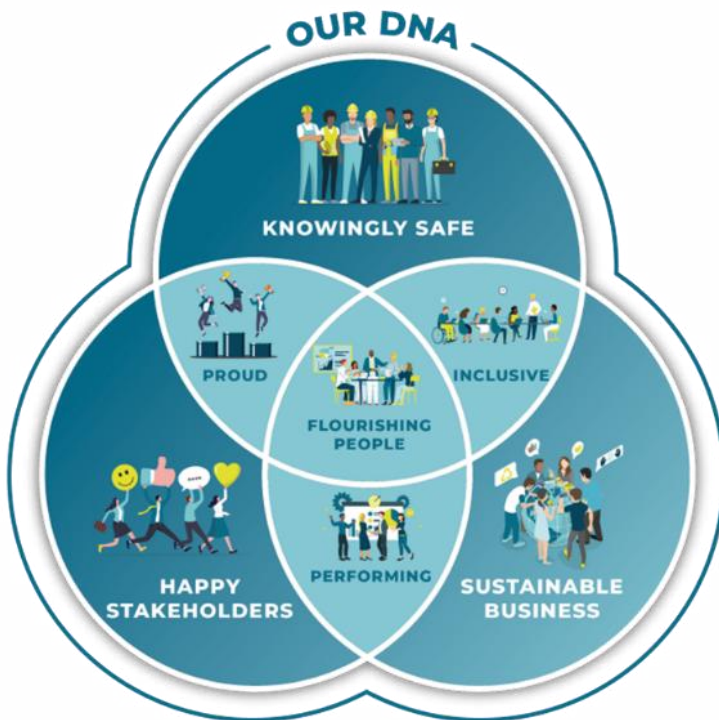 OUR DNA
KNOWINGLY SAFE
PROUD
INCLUSIVE
FLOURISHING
PEOPLE
PERFORMING
HAPPY
STAKEHOLDERS
SUSTAINABLE
BUSINESS